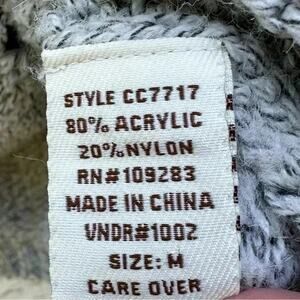 STYLE CC7717
80% ACRYLIC
20% NYLON
RN#109283
MADE IN CHINA
VNDR#1002
SIZE: M
CARE OVER